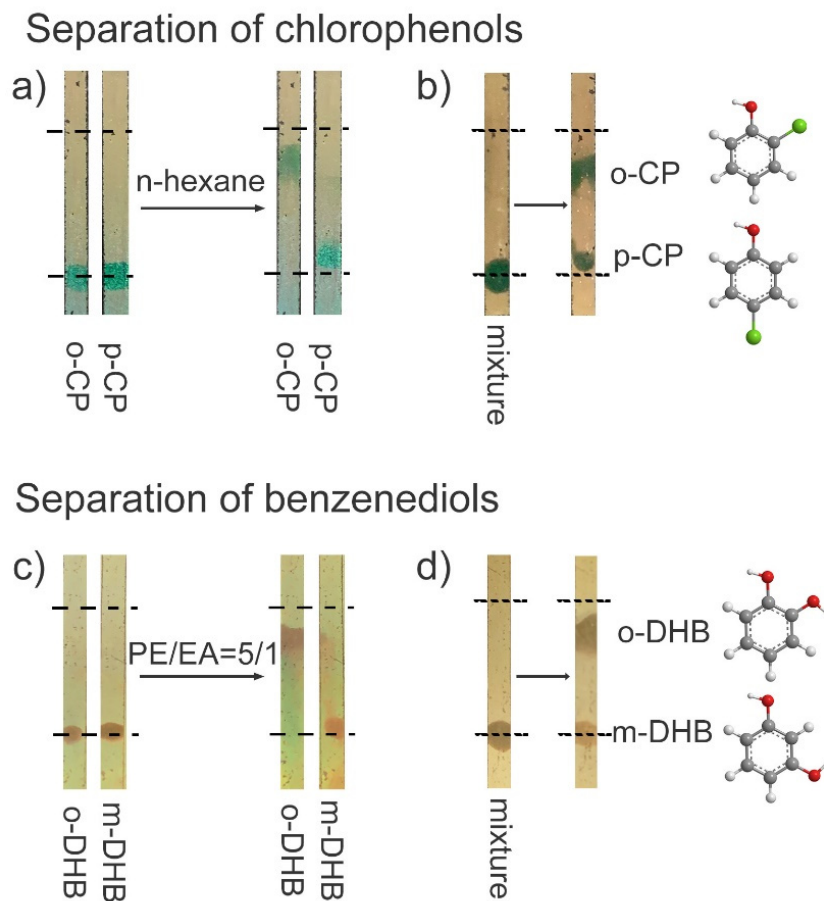 Separation of chlorophenols
a)
n-hexane
o-CP
p-CP
o-CP
p-CP
b)
o-CP
p-CP
mixture
Separation of benzenediols
c)
PE/EA=5/1
o-DHB
m-DHB
o-DHB
m-DHB
d)
o-DHB
m-DHB
mixture